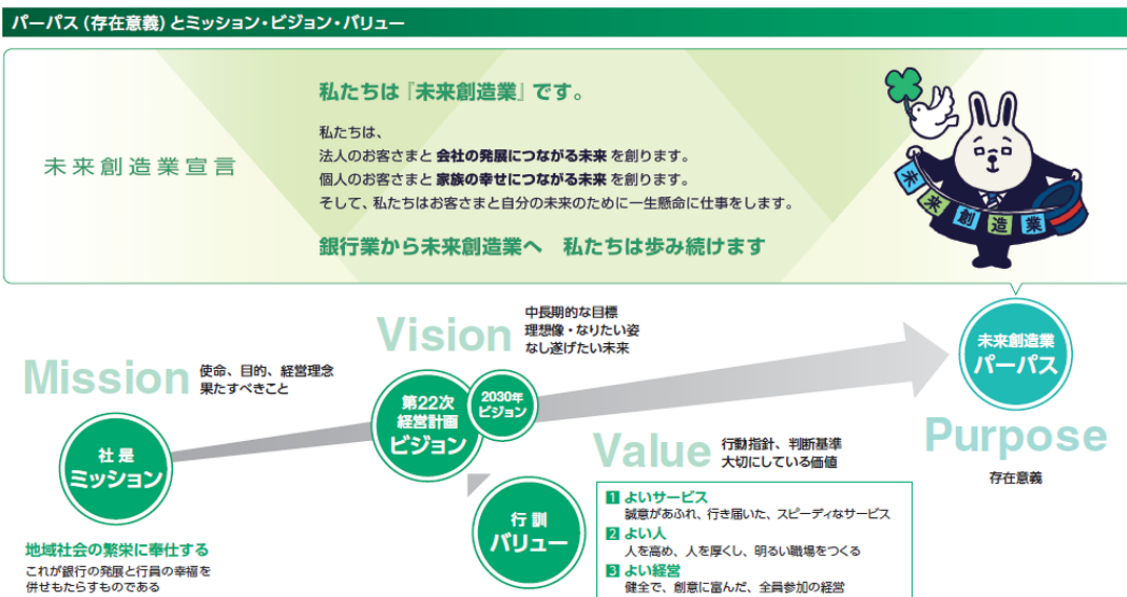 パーパス(存在意義)とミッション・ビジョン・バリュー
未来創造業宣言
私たちは『未来創造業』です。
私たちは、
法人のお客さまと 会社の発展につながる未来 を創ります。
個人のお客さまと 家族の幸せにつながる未来 を創ります。
そして、私たちはお客さまと自分の未来のために一生懸命に仕事をします。
銀行業から未来創造業へ 私たちは歩み続けます
未来創造業
Mission
使命、目的、経営理念
果たすべきこと
社是
ミッション
地域社会の繁栄に奉仕する
これが銀行の発展と行員の幸福を
併せもたらすものである
Vision
中長期的な目標
理想像・なりたい姿
なし遂げたい未来
第22次
経営計画
ビジョン
2030年
ビジョン
Value
行動指針、判断基準
大切にしている価値
行訓
バリュー
1 よいサービス
誠意があふれ、行き届いた、スピーディなサービス
2 よい人
人を高め、人を厚くし、明るい職場をつくる
3 よい経営
健全で、創意に富んだ、全員参加の経営
未来創造業
パーパス
Purpose
存在意義